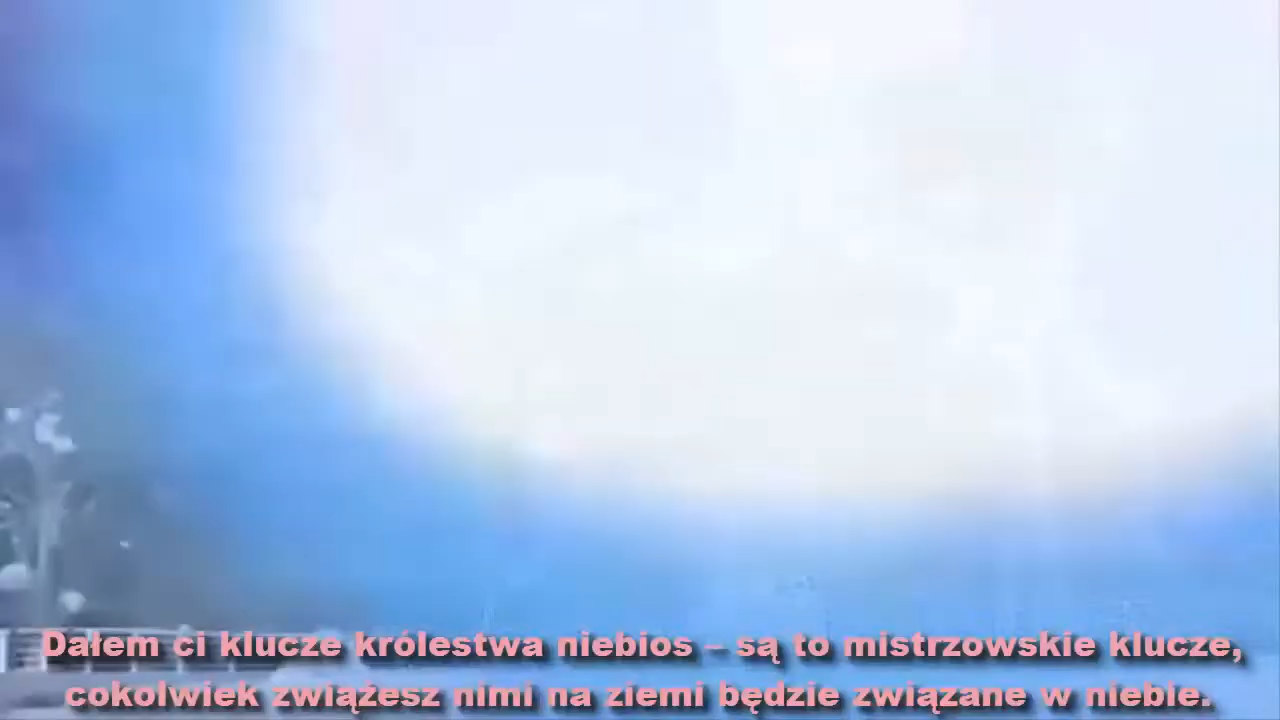 Dałem ci klucze królestwa niebios – są to mistrzowskie klucze,
cokolwiek zwiążesz nimi na ziemi będzie związane w niebie.